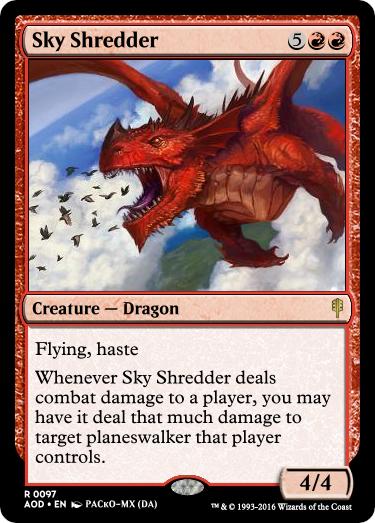 Sky Shredder 5
Creature — Dragon
Flying, haste
Whenever Sky Shredder deals
combat damage to a player, you may
have it deal that much damage to
target planeswalker that player
controls.
4/4
R 0097
AOD • EN PACKO-MX (DA)
™ & © 1993-2016 Wizards of the Coast